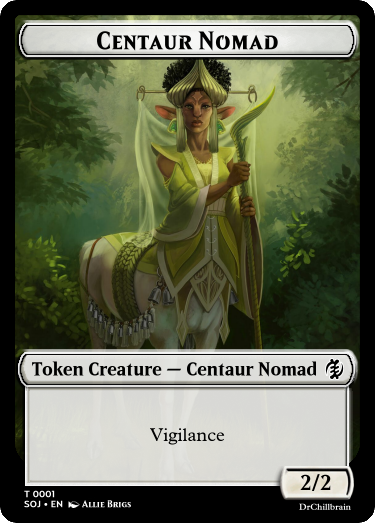 Centaur Nomad
Token Creature — Centaur Nomad
Vigilance
2/2
T 0001
SOJ • EN Allie Brigs
DrChillbrain